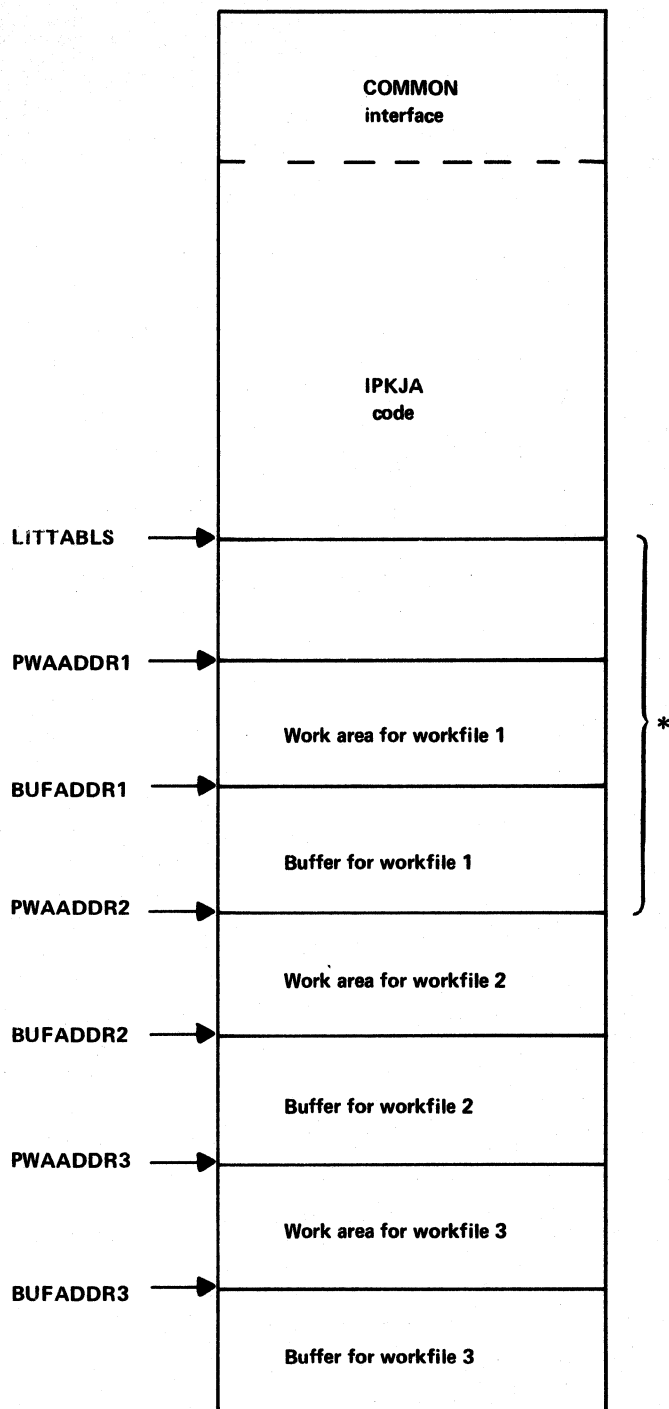 COMMON
interface
IPKJA
code
LITTABLS
PWAADDR1
*
Work area for workfile 1
BUFADDR1
Buffer for workfile 1
PWAADDR2
Work area for workfile 2
BUFADDR2
Buffer for workfile 2
PWAADDR3
Work area for workfile 3
BUFADDR3
Buffer for workfile 3